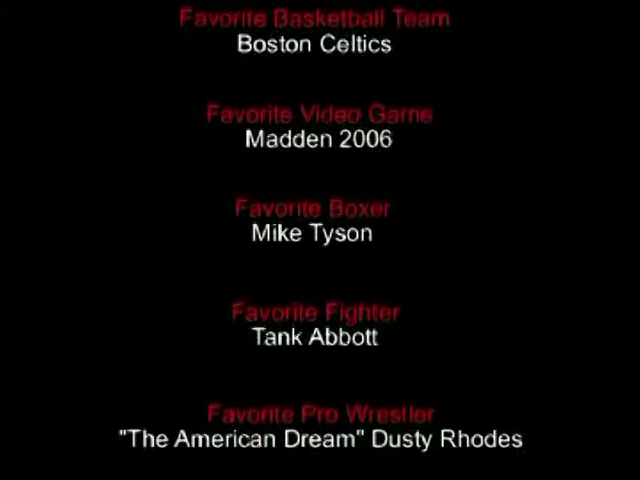 Favorite Basketball Team
Boston Celtics
Favorite Video Game
Madden 2006
Favorite Boxer
Mike Tyson
Favorite Fighter
Tank Abbott
Favorite Pro Wrestler
"The American Dream" Dusty Rhodes